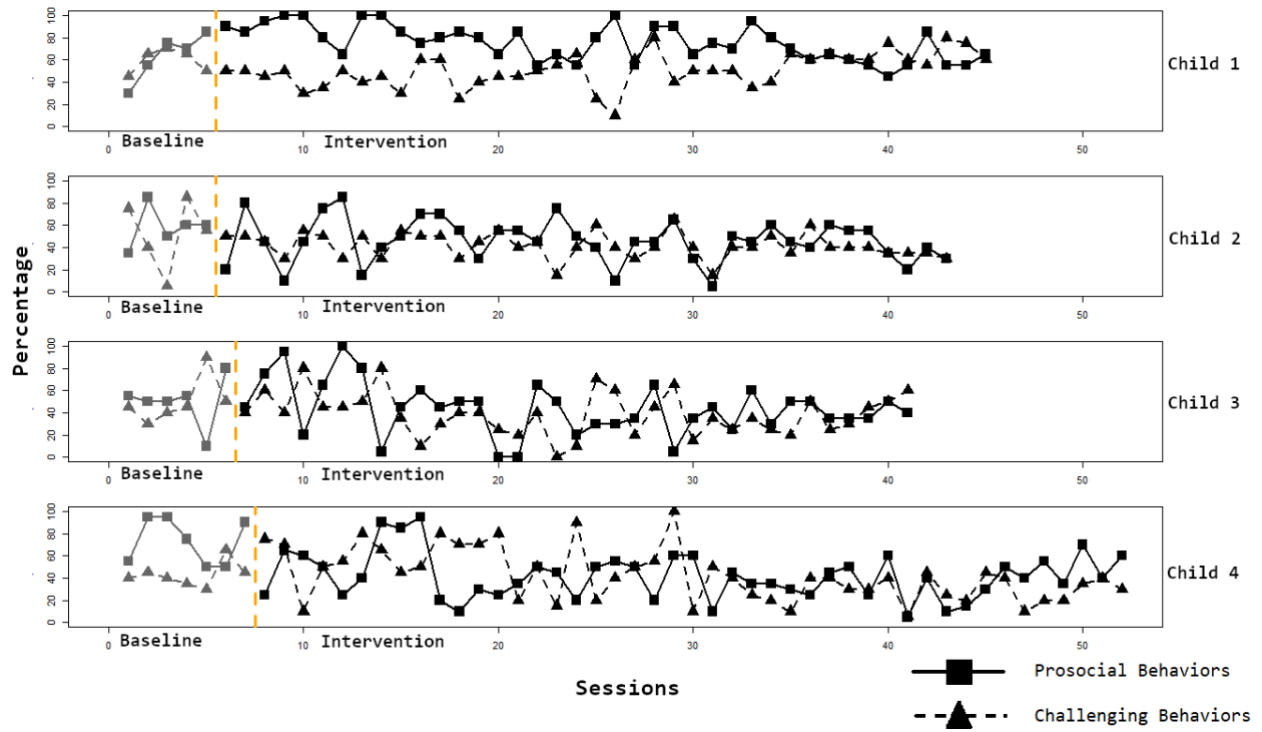 100
80
60
40
20
0
Child 1
0 10 20 30 40 50
Baseline Intervention
100
80
60
40
20
0
Child 2
0 10 20 30 40 50
Baseline Intervention
Percentage
100
80
60
40
20
0
Child 3
0 10 20 30 40 50
Baseline Intervention
100
80
60
40
20
0
Child 4
0 10 20 30 40 50
Baseline Intervention
Sessions
Prosocial Behaviors
Challenging Behaviors